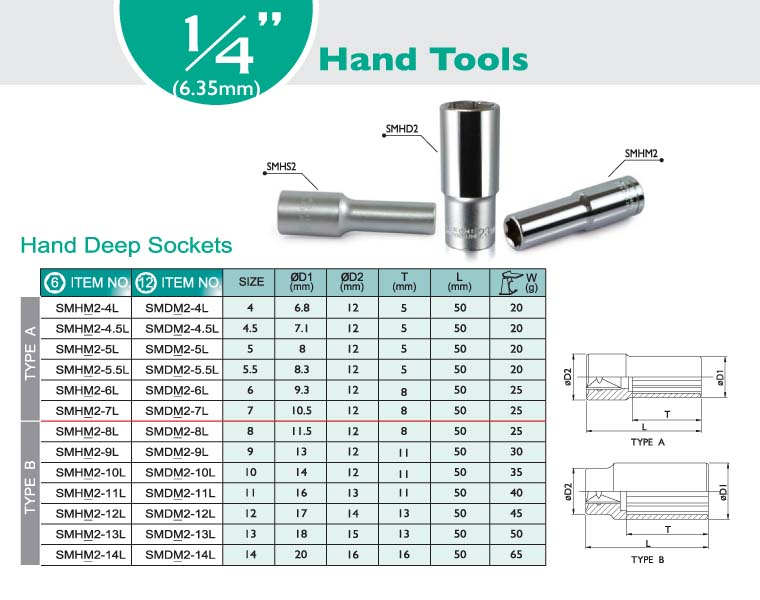 1/4”
(6.35mm)
Hand Tools
SMHD2
SMHM2
SMHS2
Hand Deep Sockets
6 ITEM NO. 12 ITEM NO. SIZE ØD1 (mm) ØD2 (mm) T (mm) L (mm) W (g)
TYPE A
SMHM2-4L SMDM2-4L 4 6.8 12 5 50 20
SMHM2-4.5L SMDM2-4.5L 4.5 7.1 12 5 50 20
SMHM2-5L SMDM2-5L 5 8 12 5 50 20
SMHM2-5.5L SMDM2-5.5L 5.5 8.3 12 5 50 20
SMHM2-6L SMDM2-6L 6 9.3 12 8 50 25
SMHM2-7L SMDM2-7L 7 10.5 12 8 50 25
TYPE B
SMHM2-8L SMDM2-8L 8 11.5 12 8 50 25
SMHM2-9L SMDM2-9L 9 13 12 11 50 30
SMHM2-10L SMDM2-10L 10 14 12 11 50 35
SMHM2-11L SMDM2-11L 11 16 13 11 50 40
SMHM2-12L SMDM2-12L 12 17 14 13 50 45
SMHM2-13L SMDM2-13L 13 18 15 13 50 50
SMHM2-14L SMDM2-14L 14 20 16 16 50 65
øD2
øD1
T
L
TYPE A
øD2
øD1
T
L
TYPE B